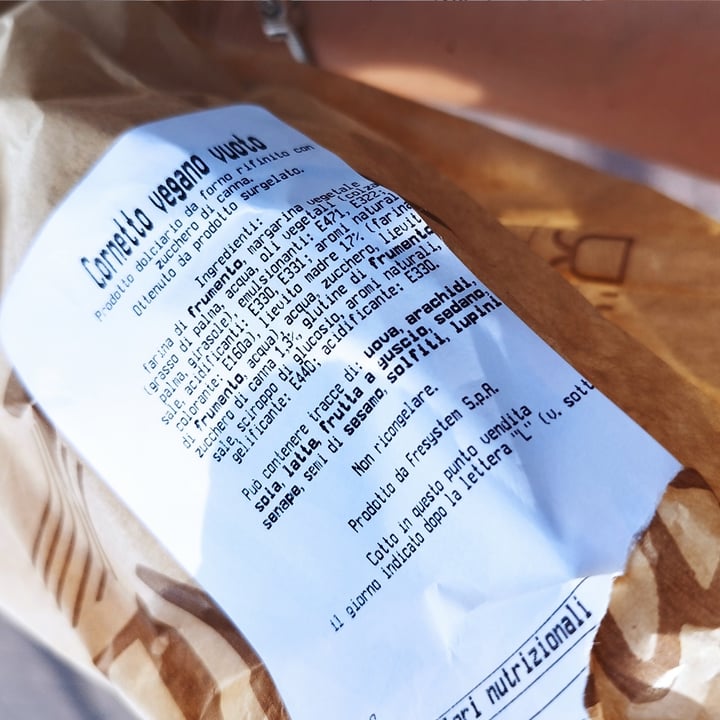 Cornetto vegano vuoto
Prodotto dolciario da forno rifinito con
zucchero di canna.
Ottenuto da prodotto surgelato.
Ingredienti:
farina di frumento, margarina vegetale
(grasso di palma, acqua, oli vegetali (
palma, girasole), emulsionanti: E471, E322;
sale, acidificanti: E330, E331; aromi naturali
colorante: E160a), lievito madre 17% (farina
di frumento, acqua), acqua, zucchero,
zucchero di canna 1,3%, glutine di frumento,
sale, sciroppo di glucosio, aromi naturali,
gelificante: E440; acidificante: E330.
Può contenere tracce di: uova, arachidi,
soia, latte, frutta a guscio, sedano,
senape, semi di sesamo, solfiti, lupini
Non ricongelare.
Prodotto da Fresystem S.p.A.
Cotto in questo punto vendita
il giorno indicato dopo la lettera "L" (v.
nutrizionali